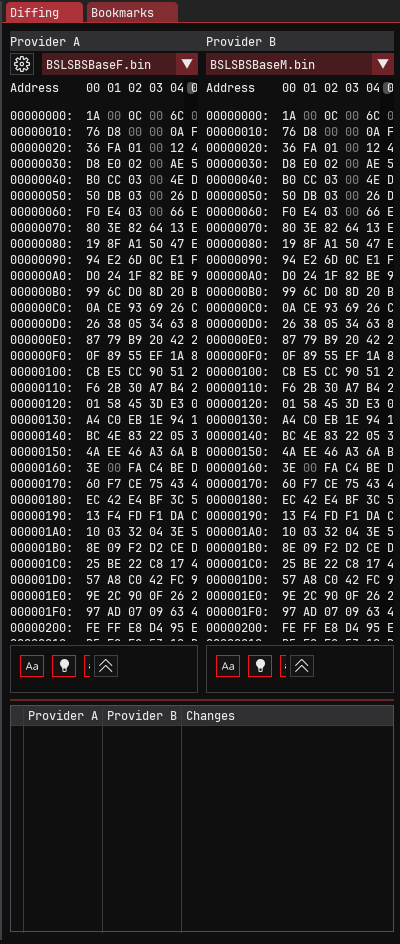 Diffing Bookmarks
Provider A Provider B
BSLSBSBaseF.bin BSLSBSBaseM.bin
Address 00 01 02 03 04 Address 00 01 02 03 04
00000000: 1A 00 0C 00 6C 00000000: 1A 00 0C 00 6C
00000010: 76 D8 00 00 0A F 00000010: 76 D8 00 00 0A F
00000020: 36 FA 01 00 12 4 00000020: 36 FA 01 00 12 4
00000030: D8 E0 02 00 AE 5 00000030: D8 E0 02 00 AE 5
00000040: B0 CC 03 00 4E D 00000040: B0 CC 03 00 4E D
00000050: 50 DB 03 00 26 D 00000050: 50 DB 03 00 26 D
00000060: F0 E4 03 00 66 E 00000060: F0 E4 03 00 66 E
00000070: 80 3E 82 64 13 E 00000070: 80 3E 82 64 13 E
00000080: 19 8F A1 50 47 E 00000080: 19 8F A1 50 47 E
00000090: 94 E2 6D 0C E1 F 00000090: 94 E2 6D 0C E1 F
000000A0: D0 24 1F 82 BE 9 000000A0: D0 24 1F 82 BE 9
000000B0: 99 6C D0 8D 20 B 000000B0: 99 6C D0 8D 20 B
000000C0: 0A CE 93 69 26 C 000000C0: 0A CE 93 69 26 C
000000D0: 26 38 05 34 63 8 000000D0: 26 38 05 34 63 8
000000E0: 87 79 B9 20 42 2 000000E0: 87 79 B9 20 42 2
000000F0: 0F 89 55 EF 1A 8 000000F0: 0F 89 55 EF 1A 8
00000100: CB E5 CC 90 51 2 00000100: CB E5 CC 90 51 2
00000110: F6 2B 30 A7 B4 2 00000110: F6 2B 30 A7 B4 2
00000120: 01 58 45 3D E3 0 00000120: 01 58 45 3D E3 0
00000130: A4 C0 EB 1E 94 1 00000130: A4 C0 EB 1E 94 1
00000140: BC 4E 83 22 05 3 00000140: BC 4E 83 22 05 3
00000150: 4A EE 46 A3 6A B 00000150: 4A EE 46 A3 6A B
00000160: 3E 00 FA C4 BE D 00000160: 3E 00 FA C4 BE D
00000170: 60 F7 CE 75 43 4 00000170: 60 F7 CE 75 43 4
00000180: EC 42 E4 BF 3C 5 00000180: EC 42 E4 BF 3C 5
00000190: 13 F4 FD F1 DA C 00000190: 13 F4 FD F1 DA C
000001A0: 10 03 32 04 3E 5 000001A0: 10 03 32 04 3E 5
000001B0: 8E 09 F2 D2 CE D 000001B0: 8E 09 F2 D2 CE D
000001C0: 25 BE 22 C8 17 4 000001C0: 25 BE 22 C8 17 4
000001D0: 57 A8 C0 42 FC 9 000001D0: 57 A8 C0 42 FC 9
000001E0: 9E 2C 90 0F 26 2 000001E0: 9E 2C 90 0F 26 2
000001F0: 97 AD 07 09 63 4 000001F0: 97 AD 07 09 63 4
00000200: FE FF E8 D4 95 E 00000200: FE FF E8 D4 95 E
Aa Aa
Provider A Provider B Changes